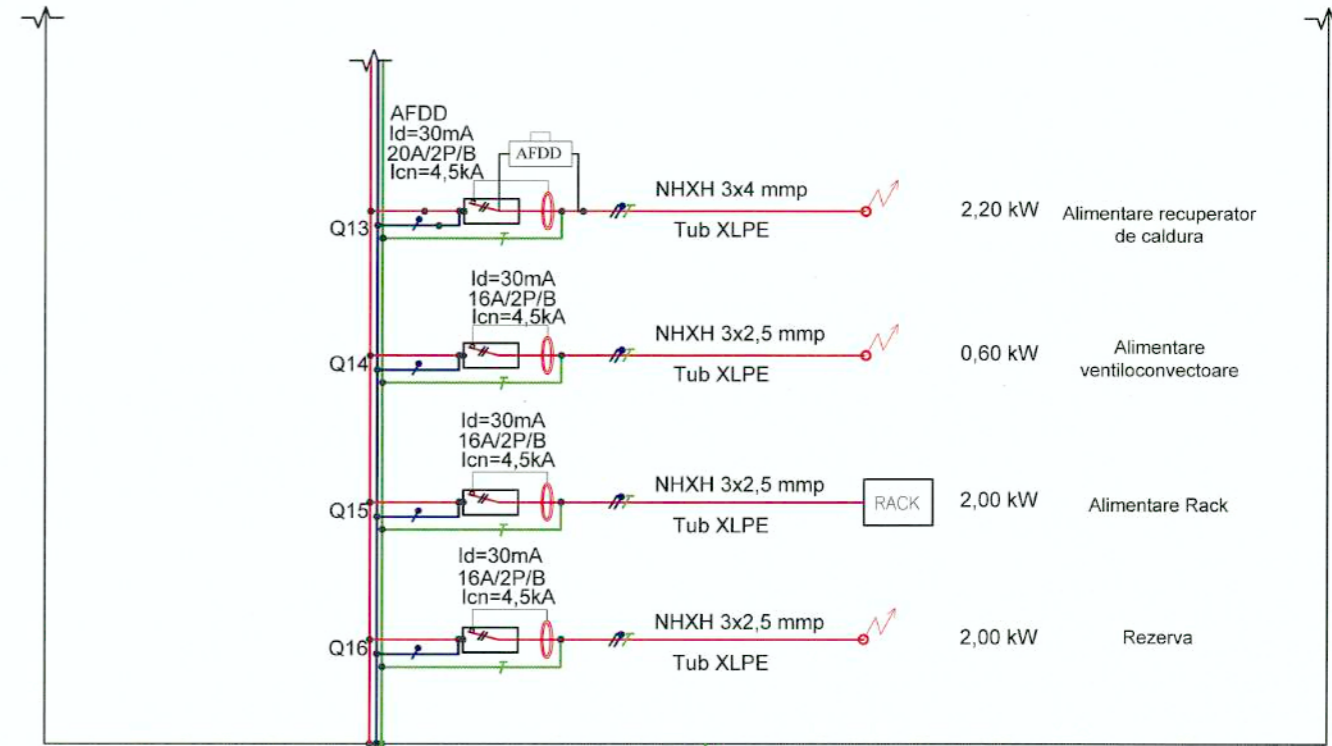 AFDD
Id=30mA
20A/2P/B
Icn=4,5kA
AFDD
Q13
NHXH 3x4 mmp
Tub XLPE
2,20 kW
Alimentare recuperator
de caldura
Id=30mA
16A/2P/B
Icn=4,5kA
Q14
NHXH 3x2,5 mmp
Tub XLPE
0,60 kW
Alimentare
ventiloconvectoare
Id=30mA
16A/2P/B
Icn=4,5kA
Q15
NHXH 3x2,5 mmp
Tub XLPE
RACK
2,00 kW
Alimentare Rack
Id=30mA
16A/2P/B
Icn=4,5kA
Q16
NHXH 3x2,5 mmp
Tub XLPE
2,00 kW
Rezerva